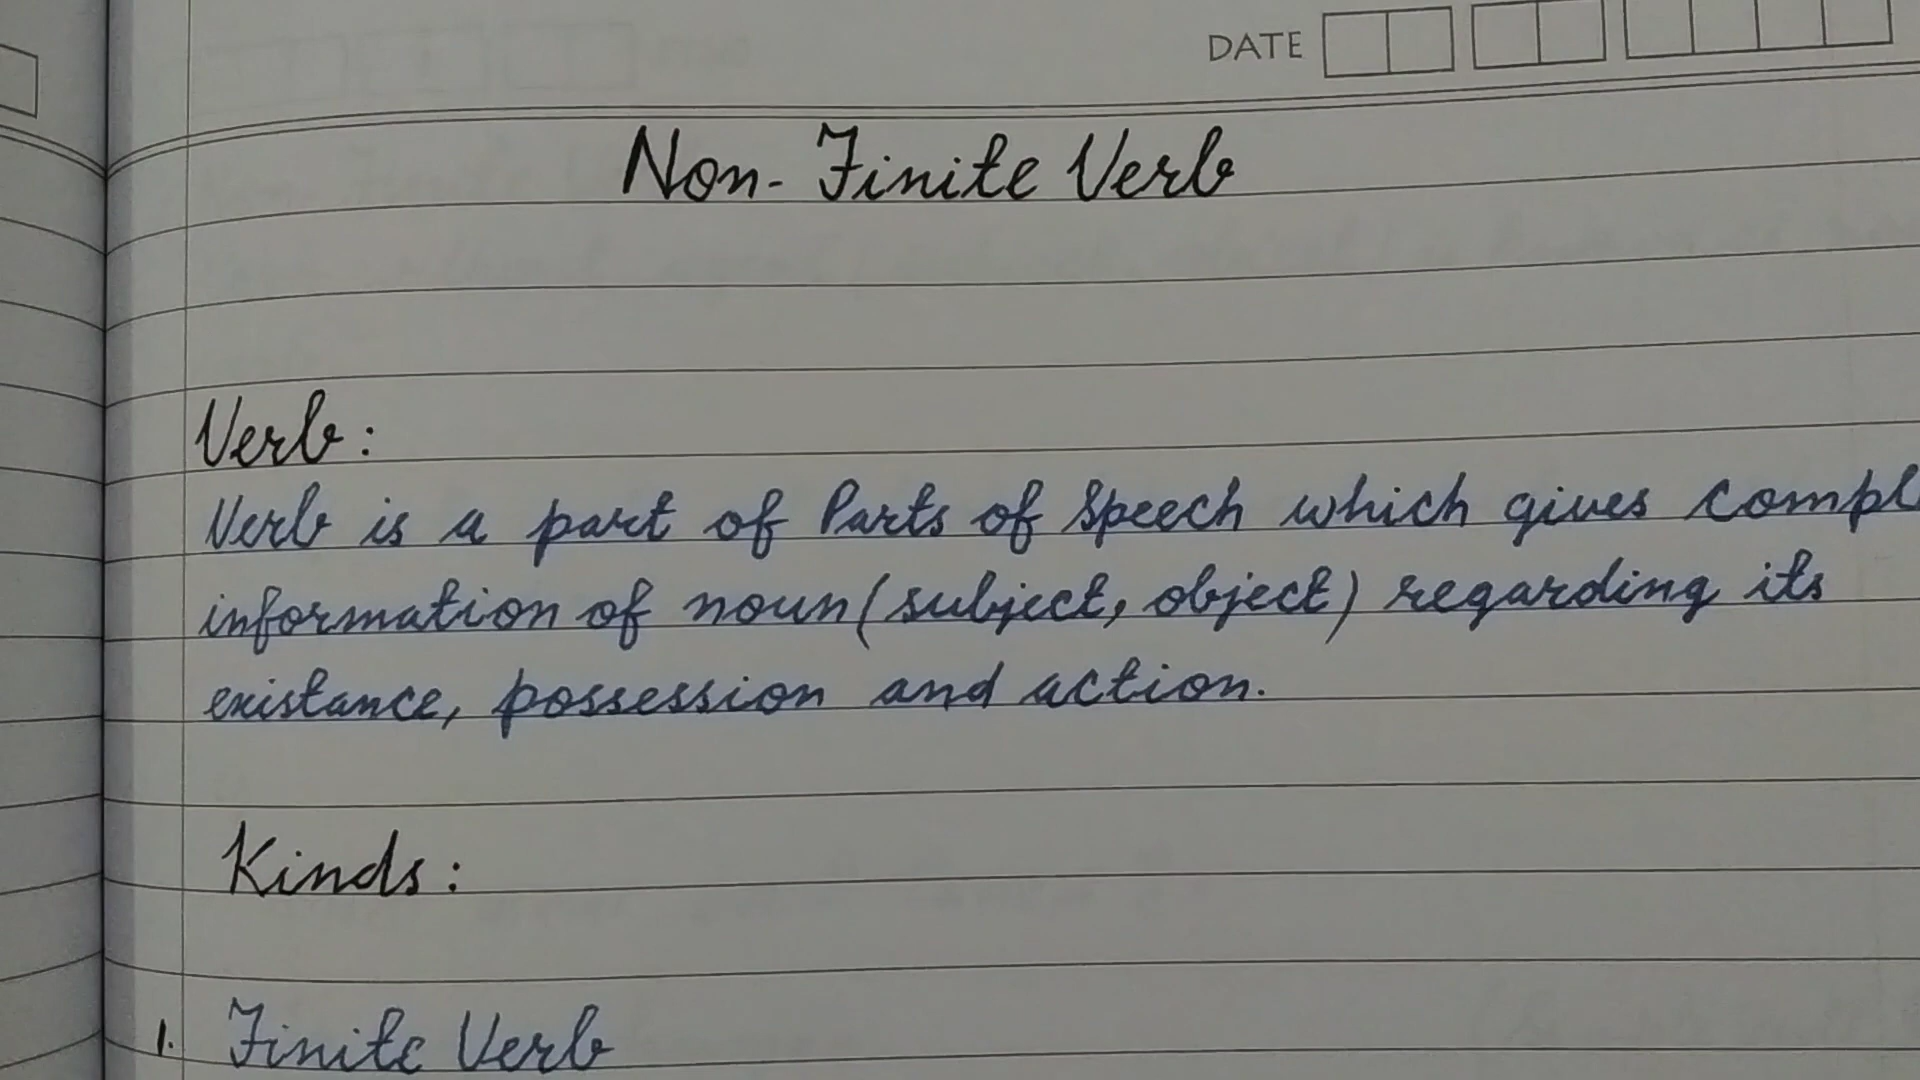 DATE
Non-Finite Verb
Verb:
Verb is a part of Parts of Speech which gives compl
information of noun (subject, object) regarding its
existance, possession and action.
Kinds:
1. Finite Verb